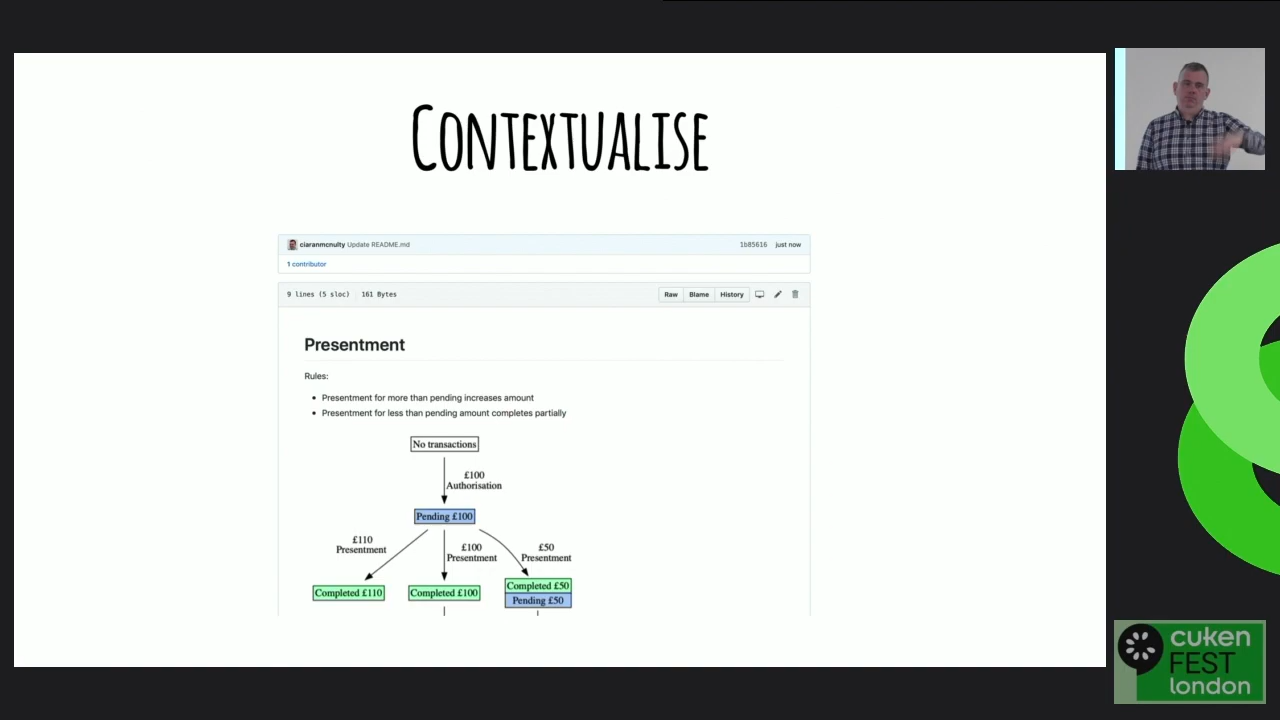 CONTEXTUALISE
ciaranmcnulty Update README.md
1b85616 just now
1 contributor
9 lines (5 sloc) 161 Bytes
Raw Blame History
Presentment
Rules:
Presentment for more than pending increases amount
Presentment for less than pending amount completes partially
No transactions
£100
Authorisation
Pending £100
£110
Presentment
£100
Presentment
£50
Presentment
Completed £110
Completed £100
Completed £50
Pending £50
cuken
FEST
london